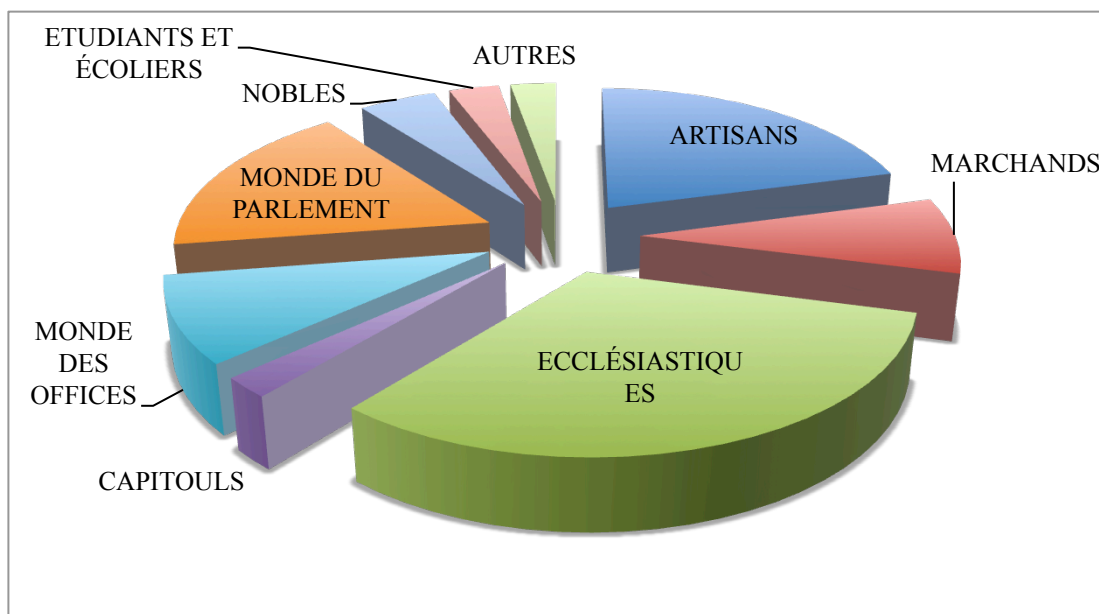 ETUDIANTS ET
ÉCOLIERS
AUTRES
NOBLES
ARTISANS
MARCHANDS
MONDE DU
PARLEMENT
MONDE
DES
OFFICES
ECCLÉSIASTIQU
ES
CAPITOULS